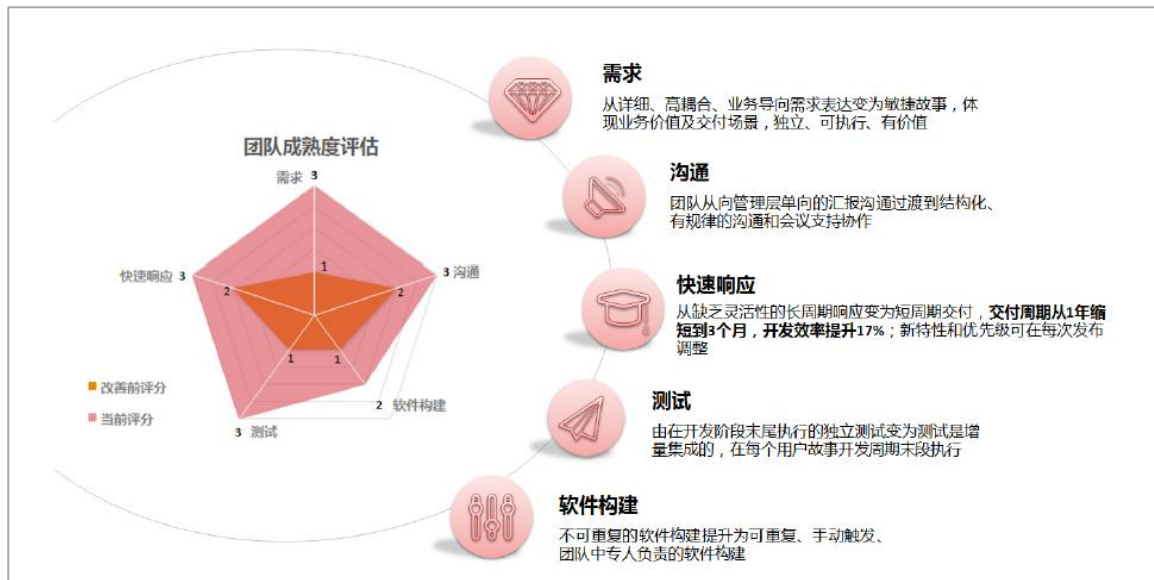 团队成熟度评估
需求 3
1
快速响应 3
2
3 沟通
2
1
1
3 测试
2 软件构建
改善前评分
当前评分
需求
从详细、高耦合、业务导向需求表达变为敏捷故事，体
现业务价值及交付场景，独立、可执行、有价值
沟通
团队从向管理层单向的汇报沟通过渡到结构化、
有规律的沟通和会议支持协作
快速响应
从缺乏灵活性的长周期响应变为短周期交付，交付周期从1年缩
短到3个月，开发效率提升17%；新特性和优先级可在每次发布
调整
测试
由在开发阶段末尾执行的独立测试变为测试是增
量集成的，在每个用户故事开发周期末段执行
软件构建
不可重复的软件构建提升为可重复、手动触发、
团队中专人负责的软件构建